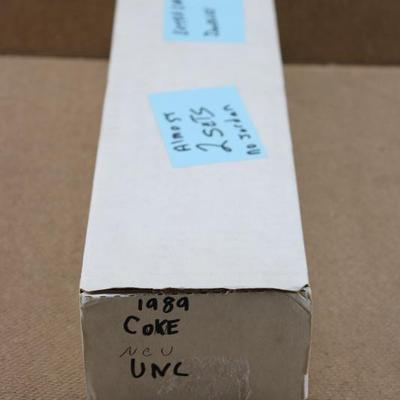 Almost
2 SETS
No Jordan
1989
COKE
NCU
UNC